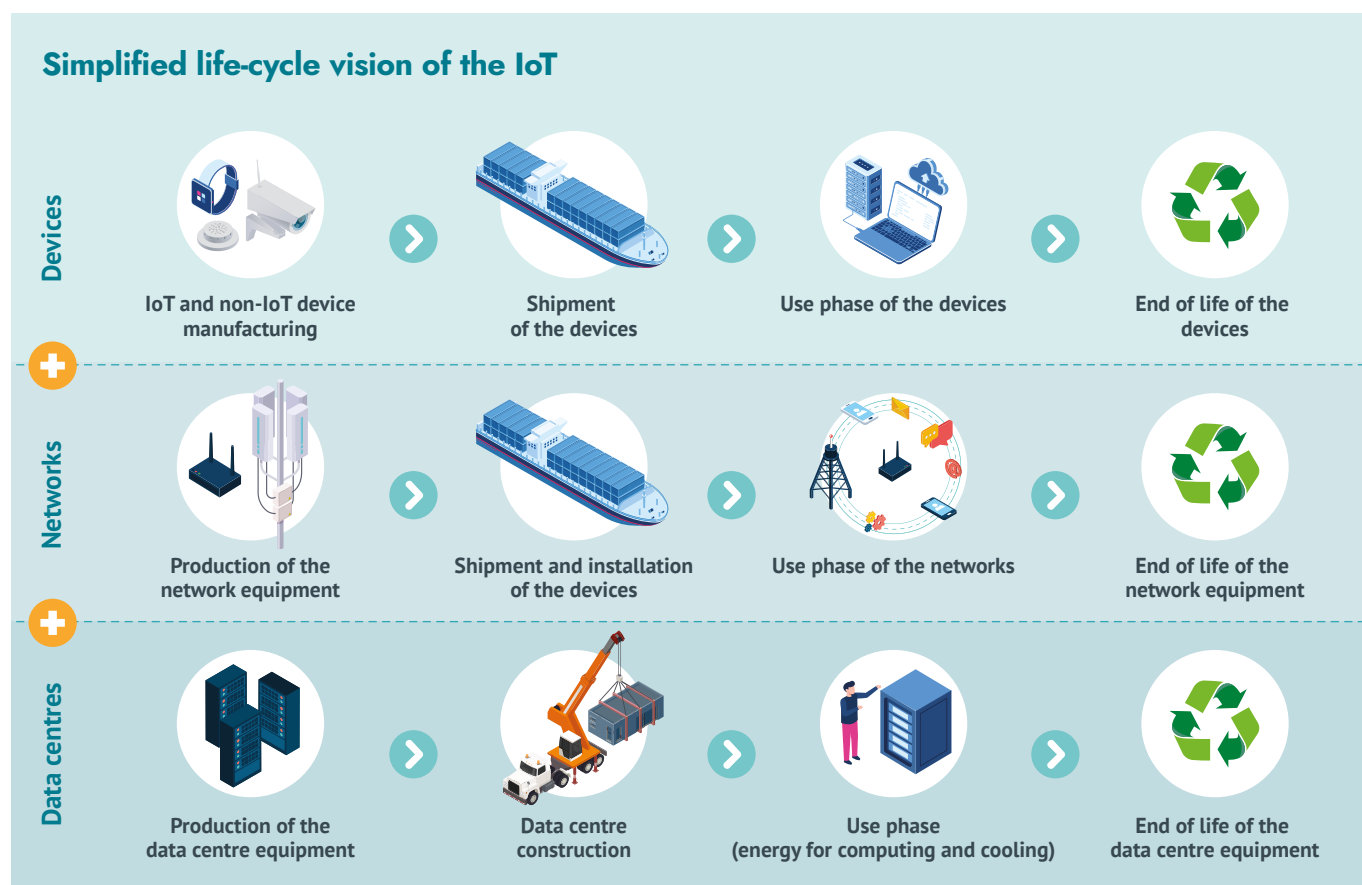 Simplified life-cycle vision of the IoT
Devices
IoT and non-IoT device
manufacturing
Shipment
of the devices
Use phase of the devices
End of life of the
devices
Networks
Production of the
network equipment
Shipment and installation
of the devices
Use phase of the networks
End of life of the
network equipment
Data centres
Production of the
data centre equipment
Data centre
construction
Use phase
(energy for computing and cooling)
End of life of the
data centre equipment